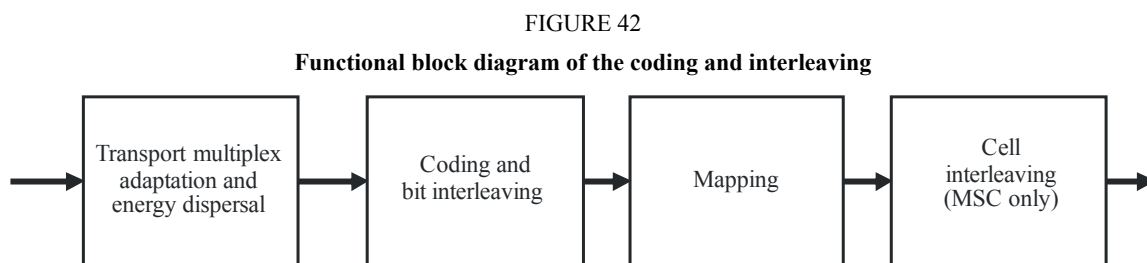 FIGURE 42
Functional block diagram of the coding and interleaving
Transport multiplex
adaptation and
energy dispersal
Coding and
bit interleaving
Mapping
Cell
interleaving
(MSC only)